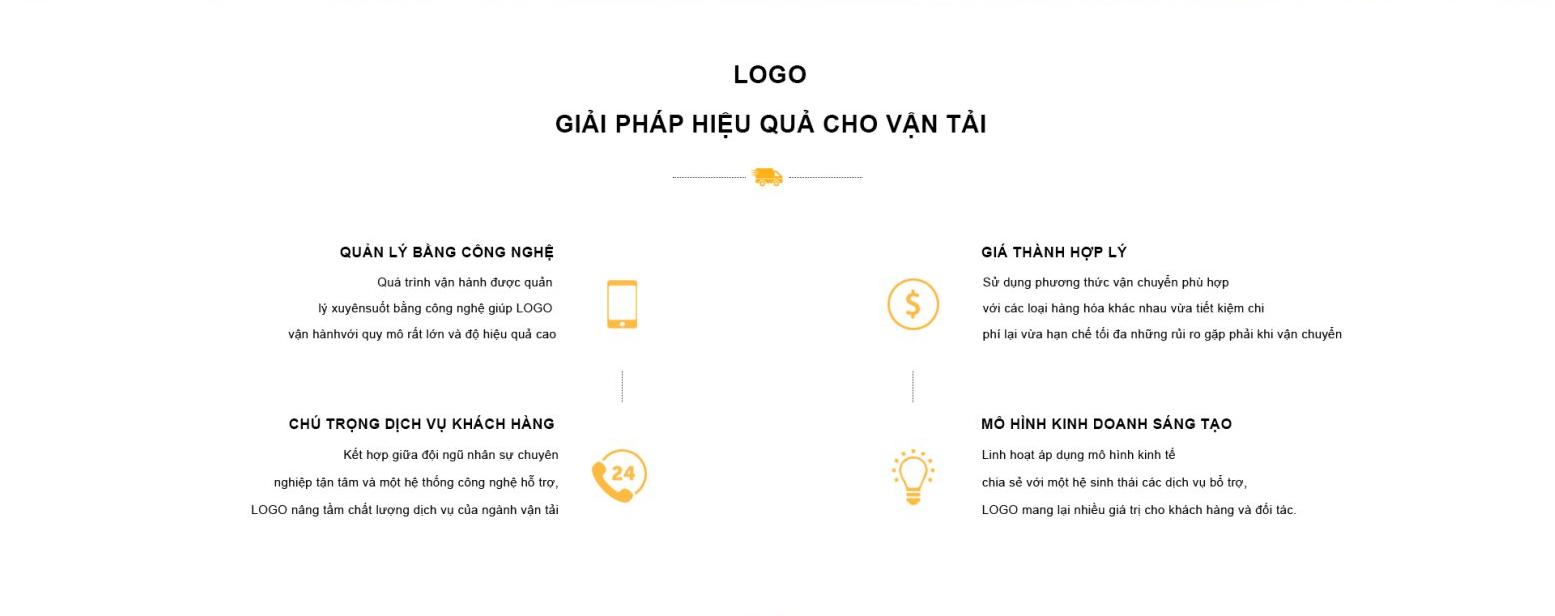 LOGO
GIẢI PHÁP HIỆU QUẢ CHO VẬN TẢI
QUẢN LÝ BẰNG CÔNG NGHỆ
Quá trình vận hành được quản
lý xuyênsuốt bằng công nghệ giúp LOGO
vận hànhvới quy mô rất lớn và độ hiệu quả cao
GIÁ THÀNH HỢP LÝ
Sử dụng phương thức vận chuyển phù hợp
với các loại hàng hóa khác nhau vừa tiết kiệm chi
phí lại vừa hạn chế tối đa những rủi ro gặp phải khi vận chuyển
CHÚ TRỌNG DỊCH VỤ KHÁCH HÀNG
Kết hợp giữa đội ngũ nhân sự chuyên
nghiệp tận tâm và một hệ thống công nghệ hỗ trợ,
LOGO nâng tầm chất lượng dịch vụ của ngành vận tải
24
MÔ HÌNH KINH DOANH SÁNG TẠO
Linh hoạt áp dụng mô hình kinh tế
chia sẻ với một hệ sinh thái các dịch vụ bổ trợ,
LOGO mang lại nhiều giá trị cho khách hàng và đối tác.